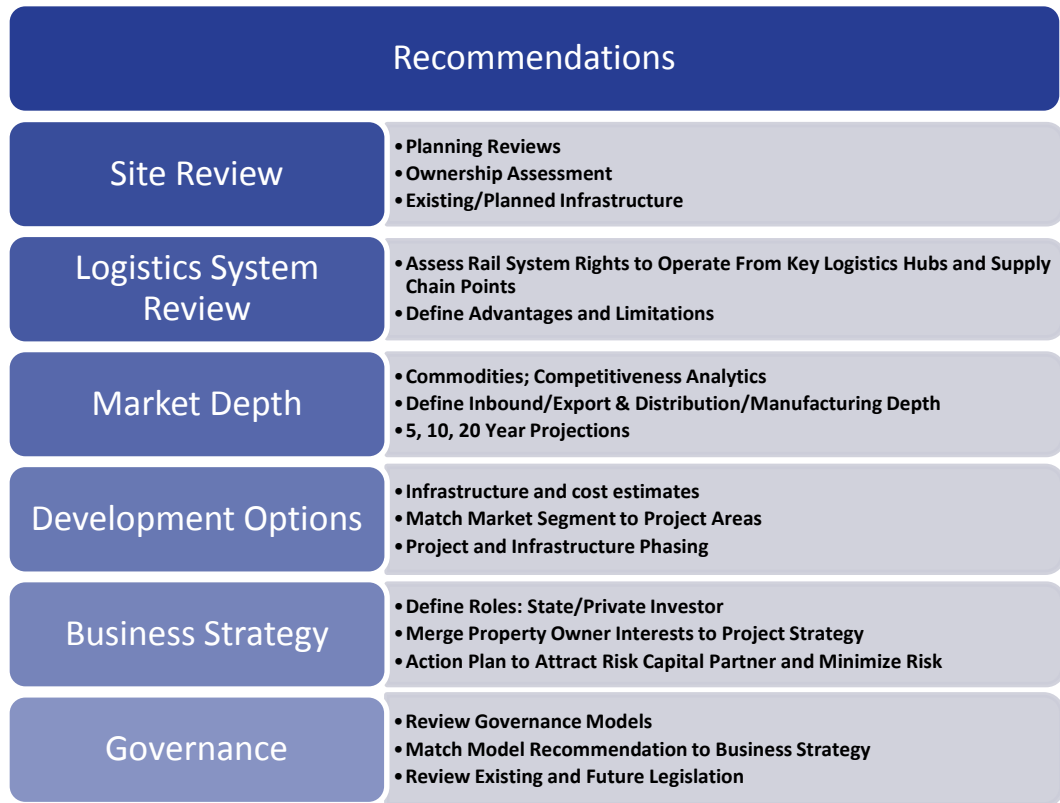 Recommendations
Site Review
•Planning Reviews
•Ownership Assessment
•Existing/Planned Infrastructure
Logistics System
Review
•Assess Rail System Rights to Operate From Key Logistics Hubs and Supply
Chain Points
•Define Advantages and Limitations
Market Depth
•Commodities; Competitiveness Analytics
•Define Inbound/Export & Distribution/Manufacturing Depth
•5, 10, 20 Year Projections
Development Options
•Infrastructure and cost estimates
•Match Market Segment to Project Areas
•Project and Infrastructure Phasing
Business Strategy
•Define Roles: State/Private Investor
•Merge Property Owner Interests to Project Strategy
•Action Plan to Attract Risk Capital Partner and Minimize Risk
Governance
•Review Governance Models
•Match Model Recommendation to Business Strategy
•Review Existing and Future Legislation